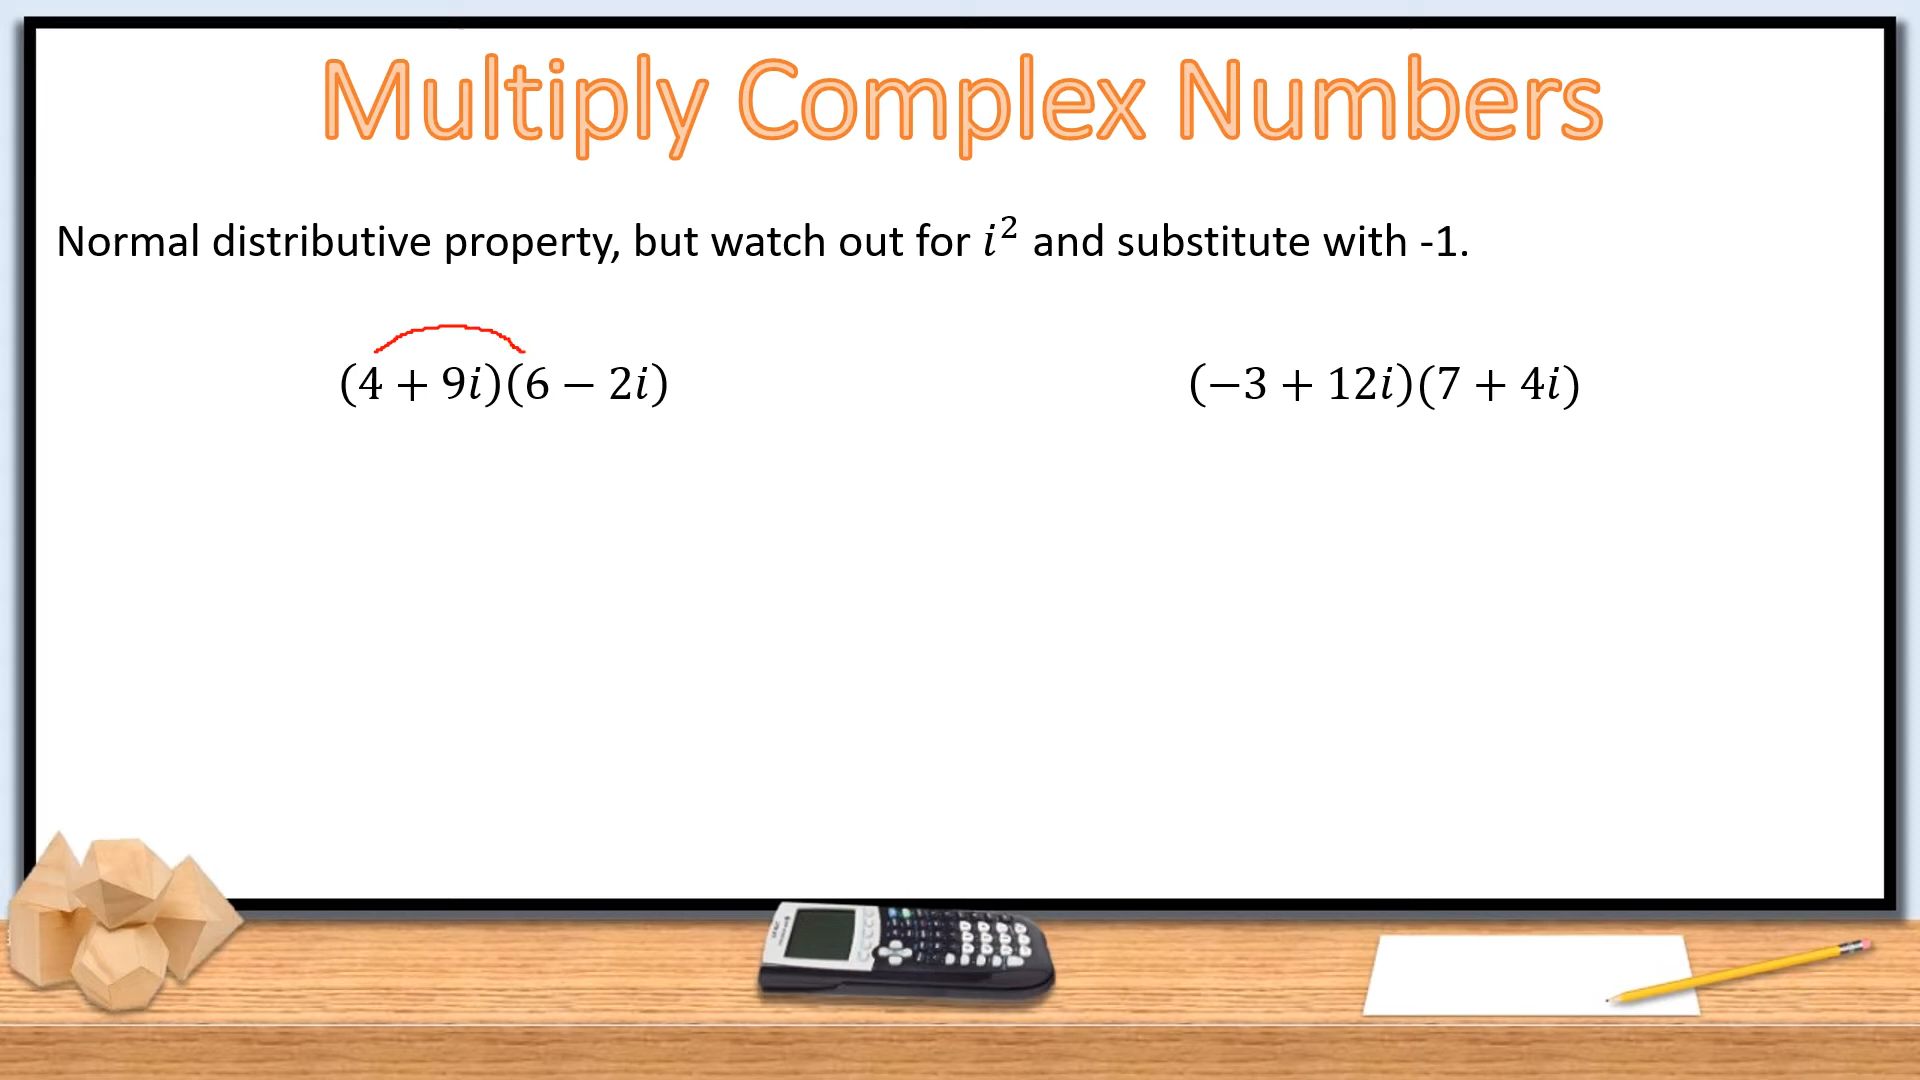 Multiply Complex Numbers
Normal distributive property, but watch out for 𝑖² and substitute with -1.
(4 + 9𝑖)(6 − 2𝑖)
(−3 + 12𝑖)(7 + 4𝑖)